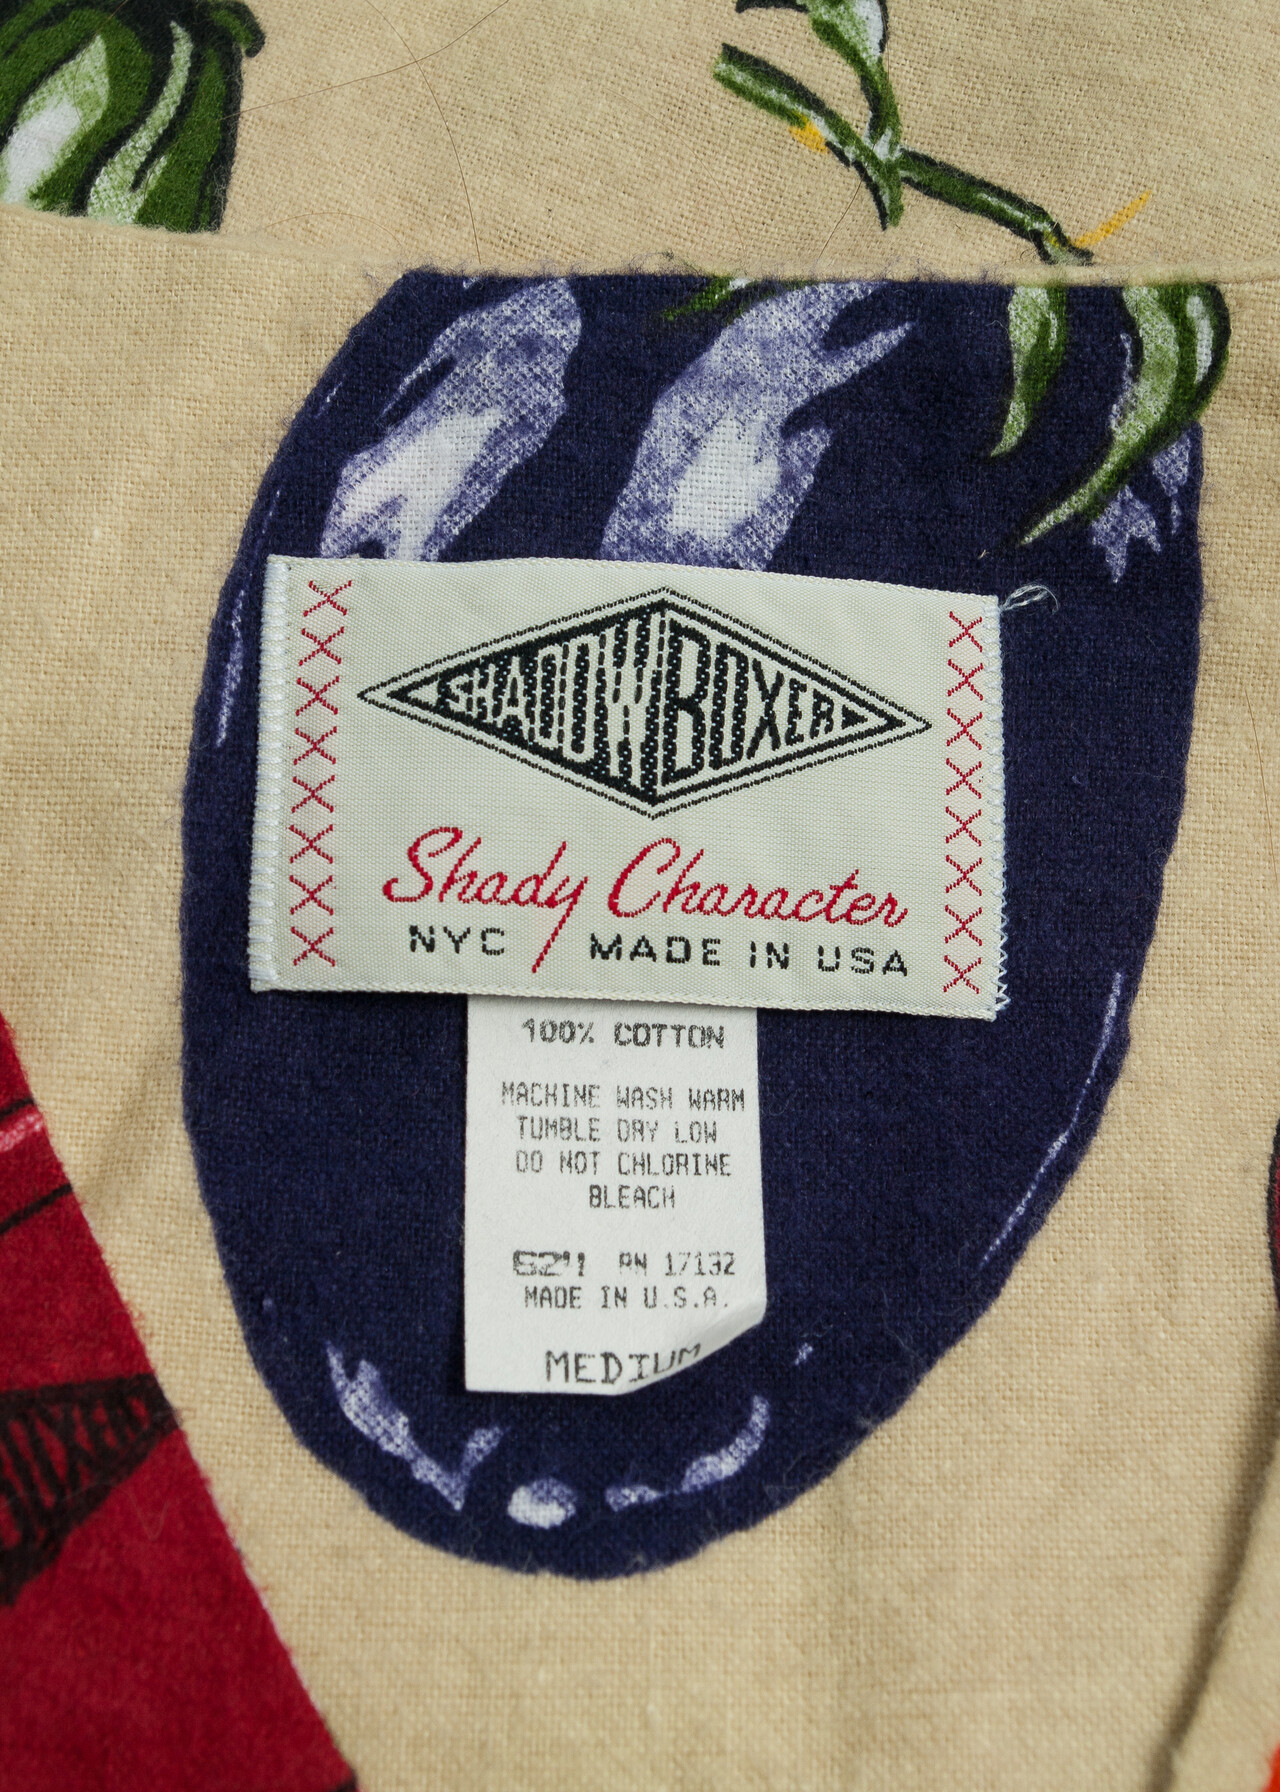 SHADOWBOXER
Shady Character
NYC / MADE IN USA
100% COTTON
MACHINE WASH WARM
TUMBLE DRY LOW
DO NOT CHLORINE
BLEACH
RN 17132
MADE IN U.S.A.
MEDIUM
BOXER